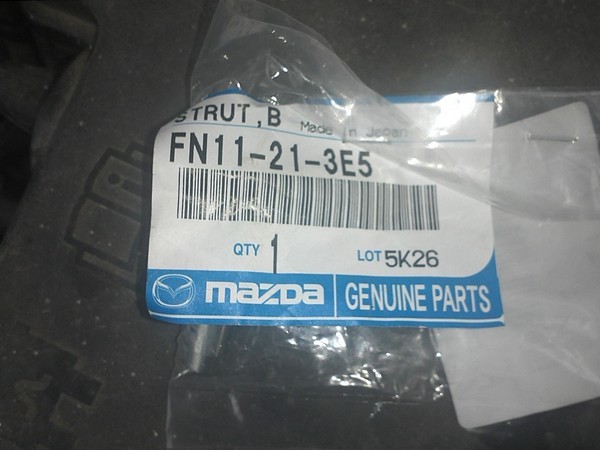 STRUT,B Made in Japan
FN11-21-3E5
QTY 1 LOT 5K26
mazda GENUINE PARTS